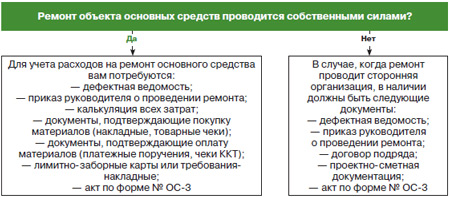 Ремонт объекта основных средств проводится собственными силами?
Да
Нет
Для учета расходов на ремонт основного средства
вам потребуются:
— дефектная ведомость;
— приказ руководителя о проведении ремонта;
— калькуляция всех затрат;
— документы, подтверждающие покупку
материалов (накладные, товарные чеки);
— документы, подтверждающие оплату
материалов (платежные поручения, чеки ККТ);
— лимитно-заборные карты или требования-
накладные;
— акт по форме № ОС-3
В случае, когда ремонт
проводит сторонняя
организация, в наличии
должны быть следующие
документы:
— дефектная ведомость;
— приказ руководителя
о проведении ремонта;
— договор подряда;
— проектно-сметная
документация;
— акт по форме № ОС-3